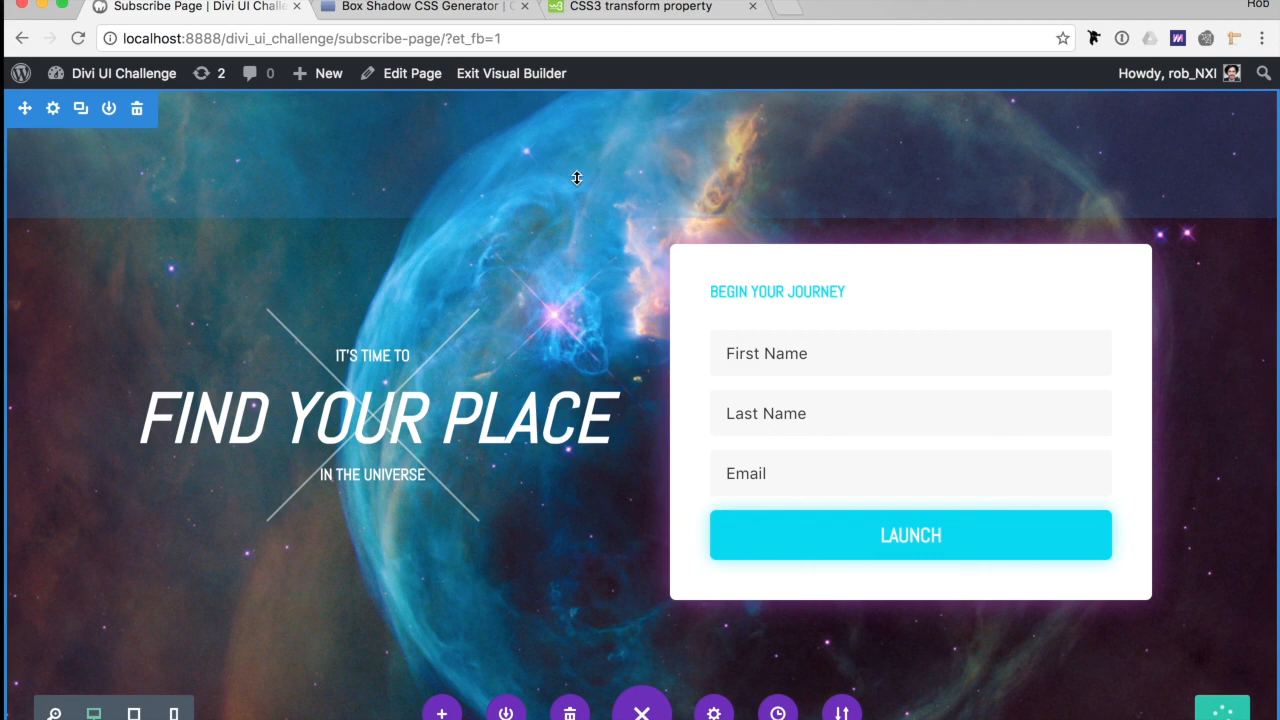 Subscribe Page | Divi UI Challe
Box Shadow CSS Generator |
CSS3 transform property
Rob
localhost:8888/divi_ui_challenge/subscribe-page/?et_fb=1
Divi UI Challenge
2
0
New
Edit Page
Exit Visual Builder
Howdy, rob_NXI
BEGIN YOUR JOURNEY
First Name
Last Name
Email
LAUNCH
IT'S TIME TO
FIND YOUR PLACE
IN THE UNIVERSE